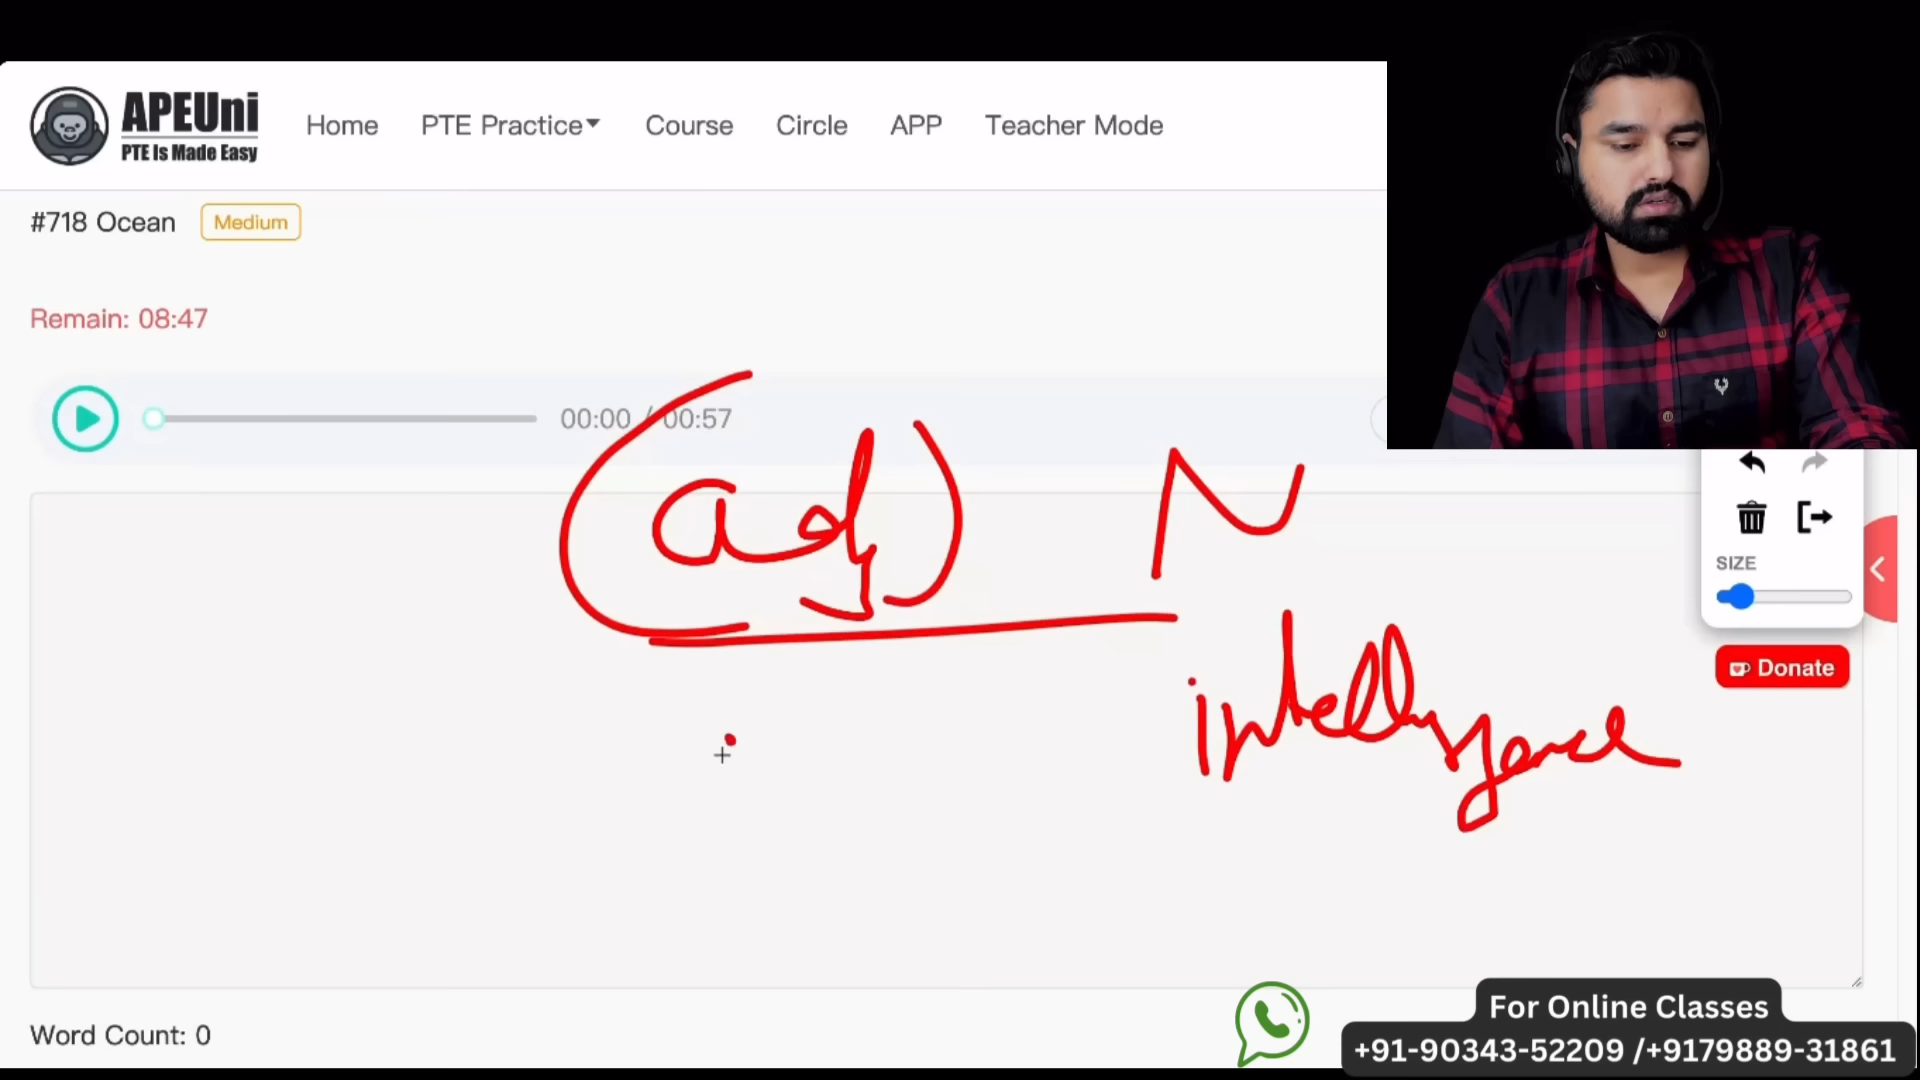 APEUni
PTE Is Made Easy
Home PTE Practice Course Circle APP Teacher Mode
#718 Ocean Medium
Remain: 08:47
00:00 / 00:57
(adj) N
intelligence
SIZE
Donate
Word Count: 0
For Online Classes
+91-90343-52209 /+9179889-31861